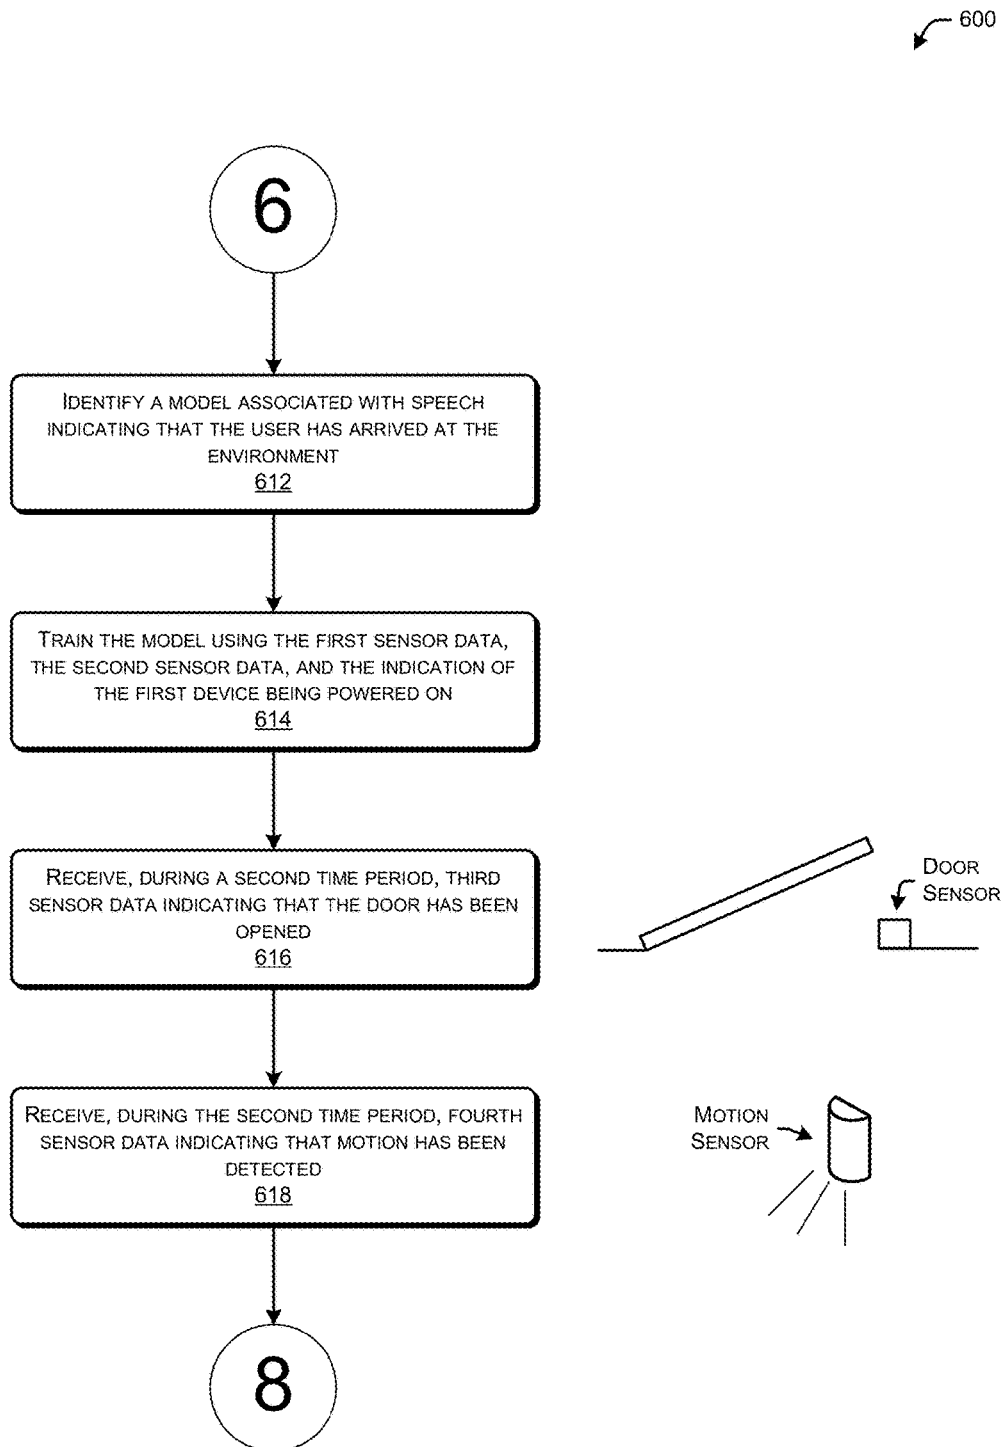 600
6
IDENTIFY A MODEL ASSOCIATED WITH SPEECH
INDICATING THAT THE USER HAS ARRIVED AT THE
ENVIRONMENT
612
TRAIN THE MODEL USING THE FIRST SENSOR DATA,
THE SECOND SENSOR DATA, AND THE INDICATION OF
THE FIRST DEVICE BEING POWERED ON
614
RECEIVE, DURING A SECOND TIME PERIOD, THIRD
SENSOR DATA INDICATING THAT THE DOOR HAS BEEN
OPENED
616
DOOR
SENSOR
RECEIVE, DURING THE SECOND TIME PERIOD, FOURTH
SENSOR DATA INDICATING THAT MOTION HAS BEEN
DETECTED
618
MOTION
SENSOR
8